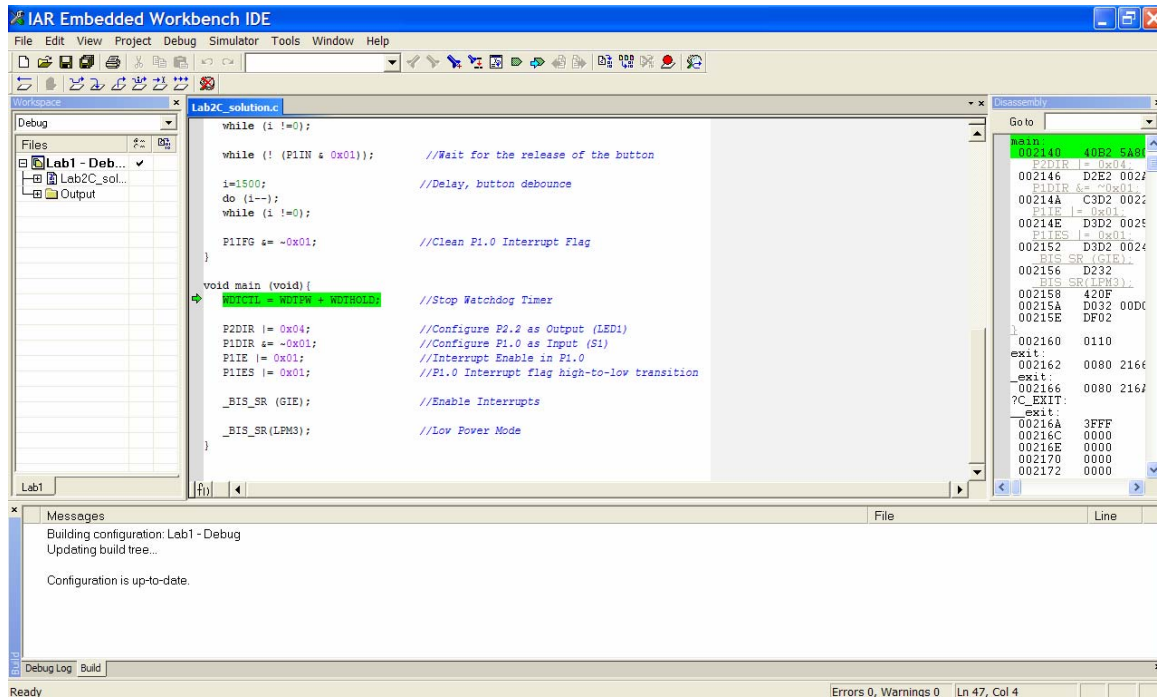 IAR Embedded Workbench IDE
File Edit View Project Debug Simulator Tools Window Help
Workspace
Debug
Files
Lab1 - Deb...
Lab2C_sol...
Output
Lab1
Lab2C_solution.c
while (i !=0);
while (! (P1IN & 0x01)); //Wait for the release of the button
i=1500; //Delay, button debounce
do (i--);
while (i !=0);
P1IFG &= ~0x01; //Clean P1.0 Interrupt Flag
}
void main (void){
WDTCTL = WDTPW + WDTHOLD; //Stop Watchdog Timer
P2DIR |= 0x04; //Configure P2.2 as Output (LED1)
P1DIR &= ~0x01; //Configure P1.0 as Input (S1)
P1IE |= 0x01; //Interrupt Enable in P1.0
P1IES |= 0x01; //P1.0 Interrupt flag high-to-low transition
_BIS_SR (GIE); //Enable Interrupts
_BIS_SR(LPM3); //Low Power Mode
}
Disassembly
Go to
main:
002140 40B2 5A80
P2DIR |= 0x04;
002146 D2E2 002A
P1DIR &= ~0x01;
00214A C3D2 0022
P1IE |= 0x01;
00214E D3D2 0025
P1IES |= 0x01;
002152 D3D2 0024
_BIS_SR (GIE);
002156 D232
_BIS_SR(LPM3);
002158 420F
00215A D032 00D0
00215E DF02
}
002160 0110
exit:
002162 0080 2166
_exit:
002166 0080 216A
?C_EXIT:
__exit:
00216A 3FFF
00216C 0000
00216E 0000
002170 0000
002172 0000
Messages File Line
Building configuration: Lab1 - Debug
Updating build tree...
Configuration is up-to-date.
Build
Debug Log Build
Ready Errors 0, Warnings 0 Ln 47, Col 4